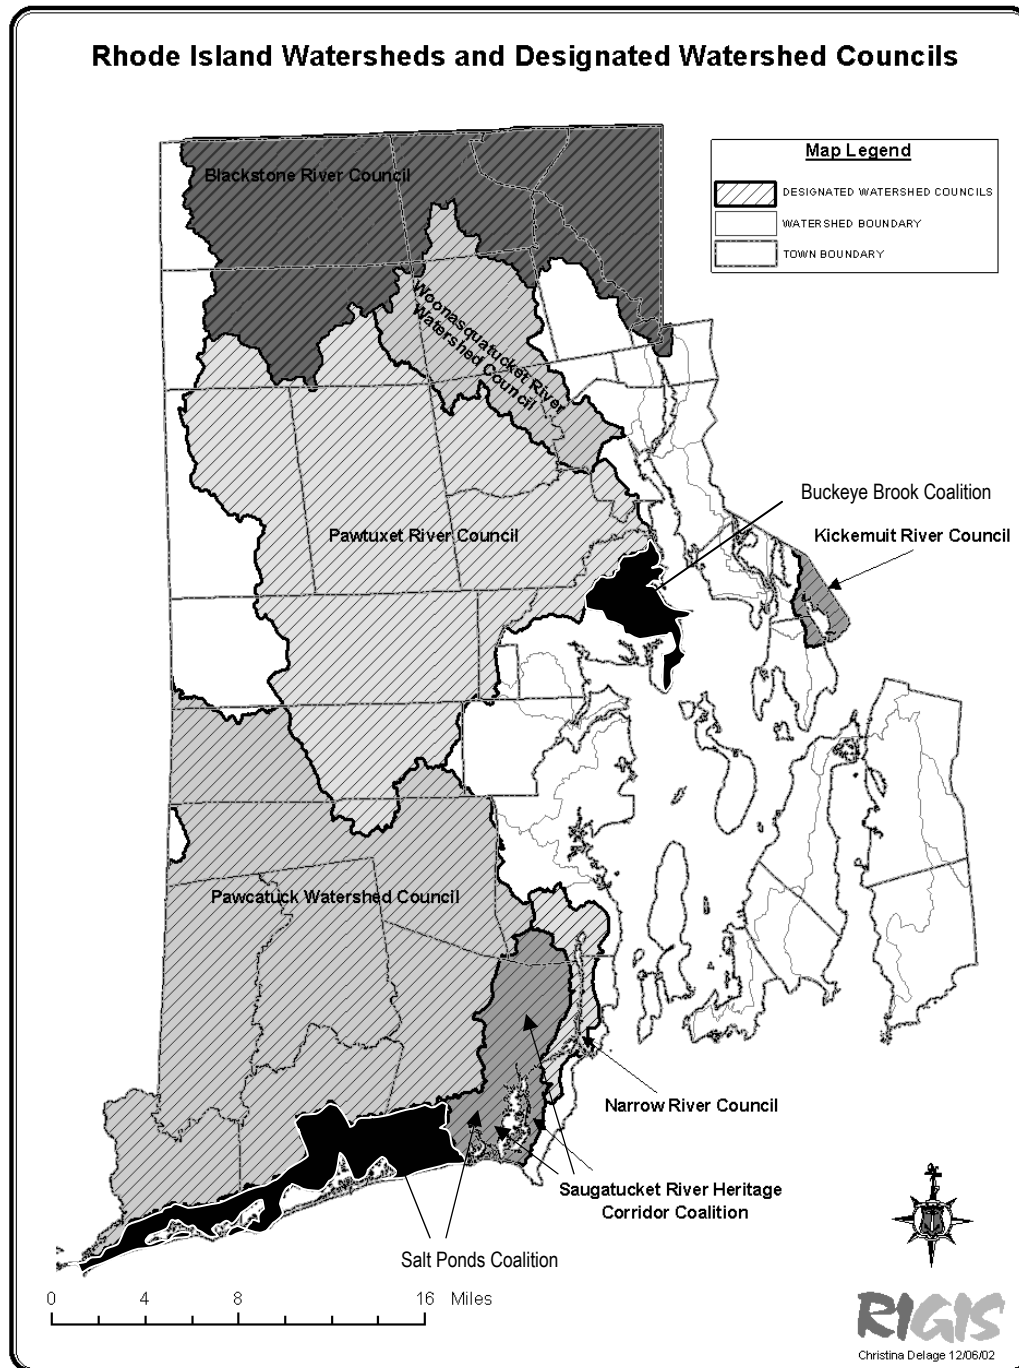 Rhode Island Watersheds and Designated Watershed Councils
Map Legend
DESIGNATED WATERSHED COUNCILS
WATERSHED BOUNDARY
TOWN BOUNDARY
Blackstone River Council
Woonasquatucket River
Watershed Council
Buckeye Brook Coalition
Kickemuit River Council
Pawtuxet River Council
Pawcatuck Watershed Council
Narrow River Council
Saugatucket River Heritage
Corridor Coalition
Salt Ponds Coalition
0 4 8 16 Miles
RIGIS
Christina Delage 12/06/02